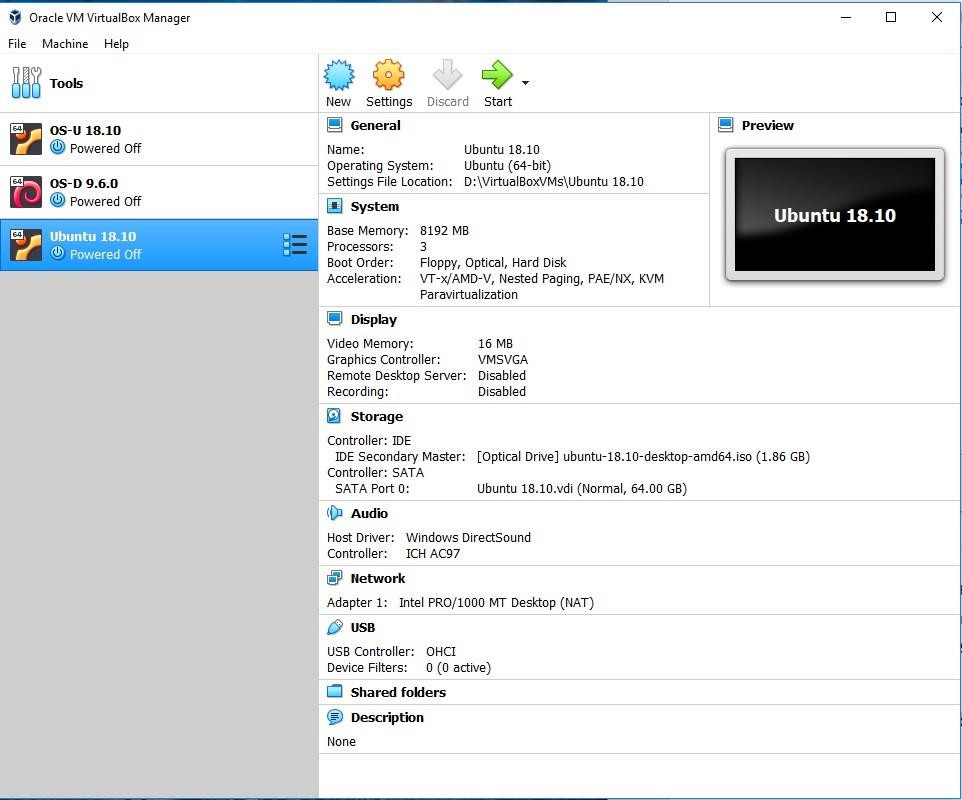 Oracle VM VirtualBox Manager
File Machine Help
Tools
New Settings Discard Start
64
OS-U 18.10
Powered Off
64
OS-D 9.6.0
Powered Off
64
Ubuntu 18.10
Powered Off
General
Name: Ubuntu 18.10
Operating System: Ubuntu (64-bit)
Settings File Location: D:\VirtualBoxVMs\Ubuntu 18.10
Preview
Ubuntu 18.10
System
Base Memory: 8192 MB
Processors: 3
Boot Order: Floppy, Optical, Hard Disk
Acceleration: VT-x/AMD-V, Nested Paging, PAE/NX, KVM
Paravirtualization
Display
Video Memory: 16 MB
Graphics Controller: VMSVGA
Remote Desktop Server: Disabled
Recording: Disabled
Storage
Controller: IDE
IDE Secondary Master: [Optical Drive] ubuntu-18.10-desktop-amd64.iso (1.86 GB)
Controller: SATA
SATA Port 0: Ubuntu 18.10.vdi (Normal, 64.00 GB)
Audio
Host Driver: Windows DirectSound
Controller: ICH AC97
Network
Adapter 1: Intel PRO/1000 MT Desktop (NAT)
USB
USB Controller: OHCI
Device Filters: 0 (0 active)
Shared folders
Description
None